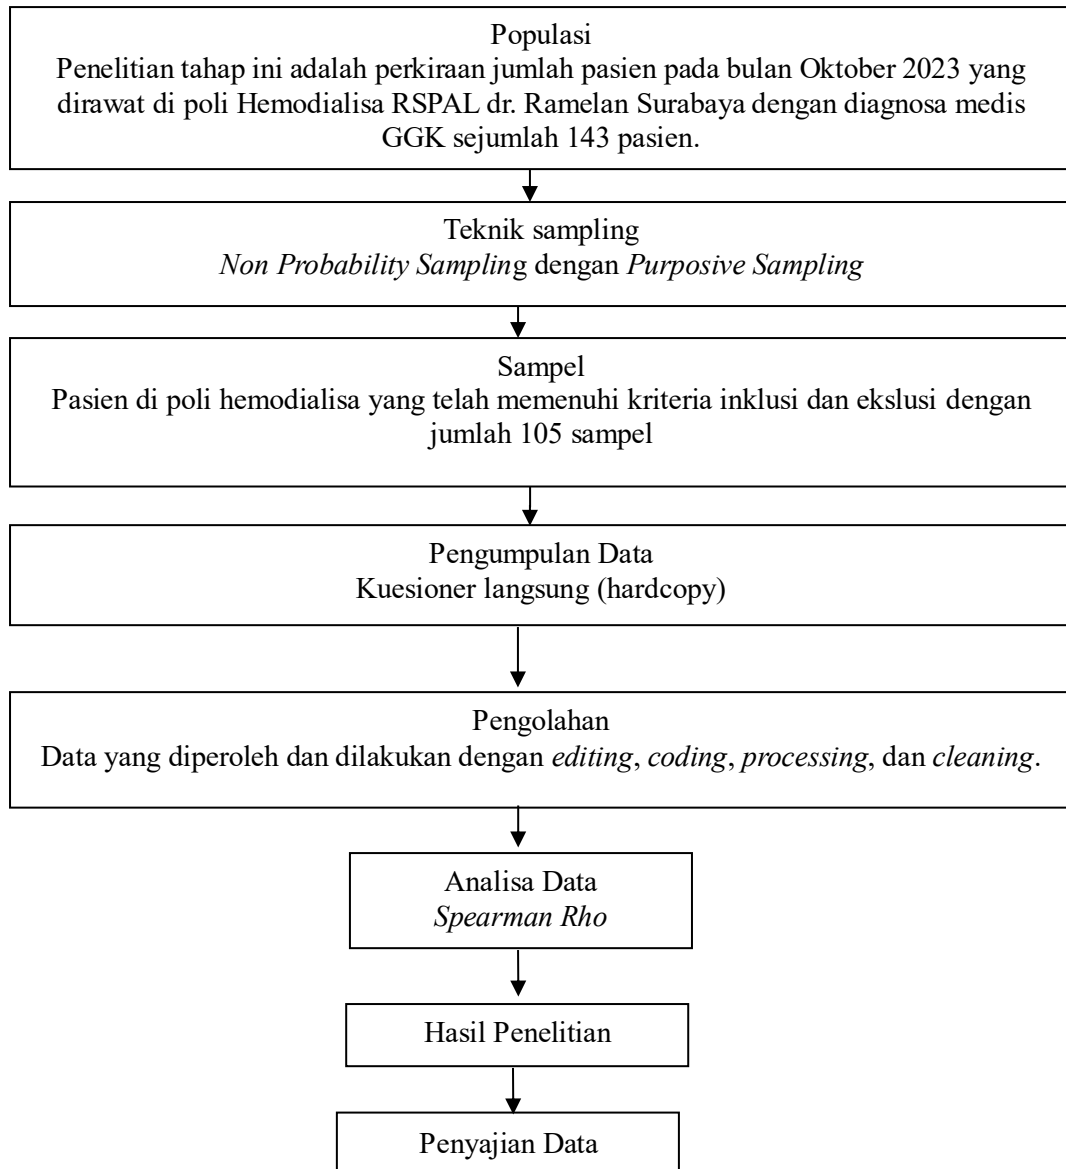 Populasi
Penelitian tahap ini adalah perkiraan jumlah pasien pada bulan Oktober 2023 yang
dirawat di poli Hemodialisa RSPAL dr. Ramelan Surabaya dengan diagnosa medis
GGK sejumlah 143 pasien.
Teknik sampling
Non Probability Sampling dengan Purposive Sampling
Sampel
Pasien di poli hemodialisa yang telah memenuhi kriteria inklusi dan ekslusi dengan
jumlah 105 sampel
Pengumpulan Data
Kuesioner langsung (hardcopy)
Pengolahan
Data yang diperoleh dan dilakukan dengan editing, coding, processing, dan cleaning.
Analisa Data
Spearman Rho
Hasil Penelitian
Penyajian Data